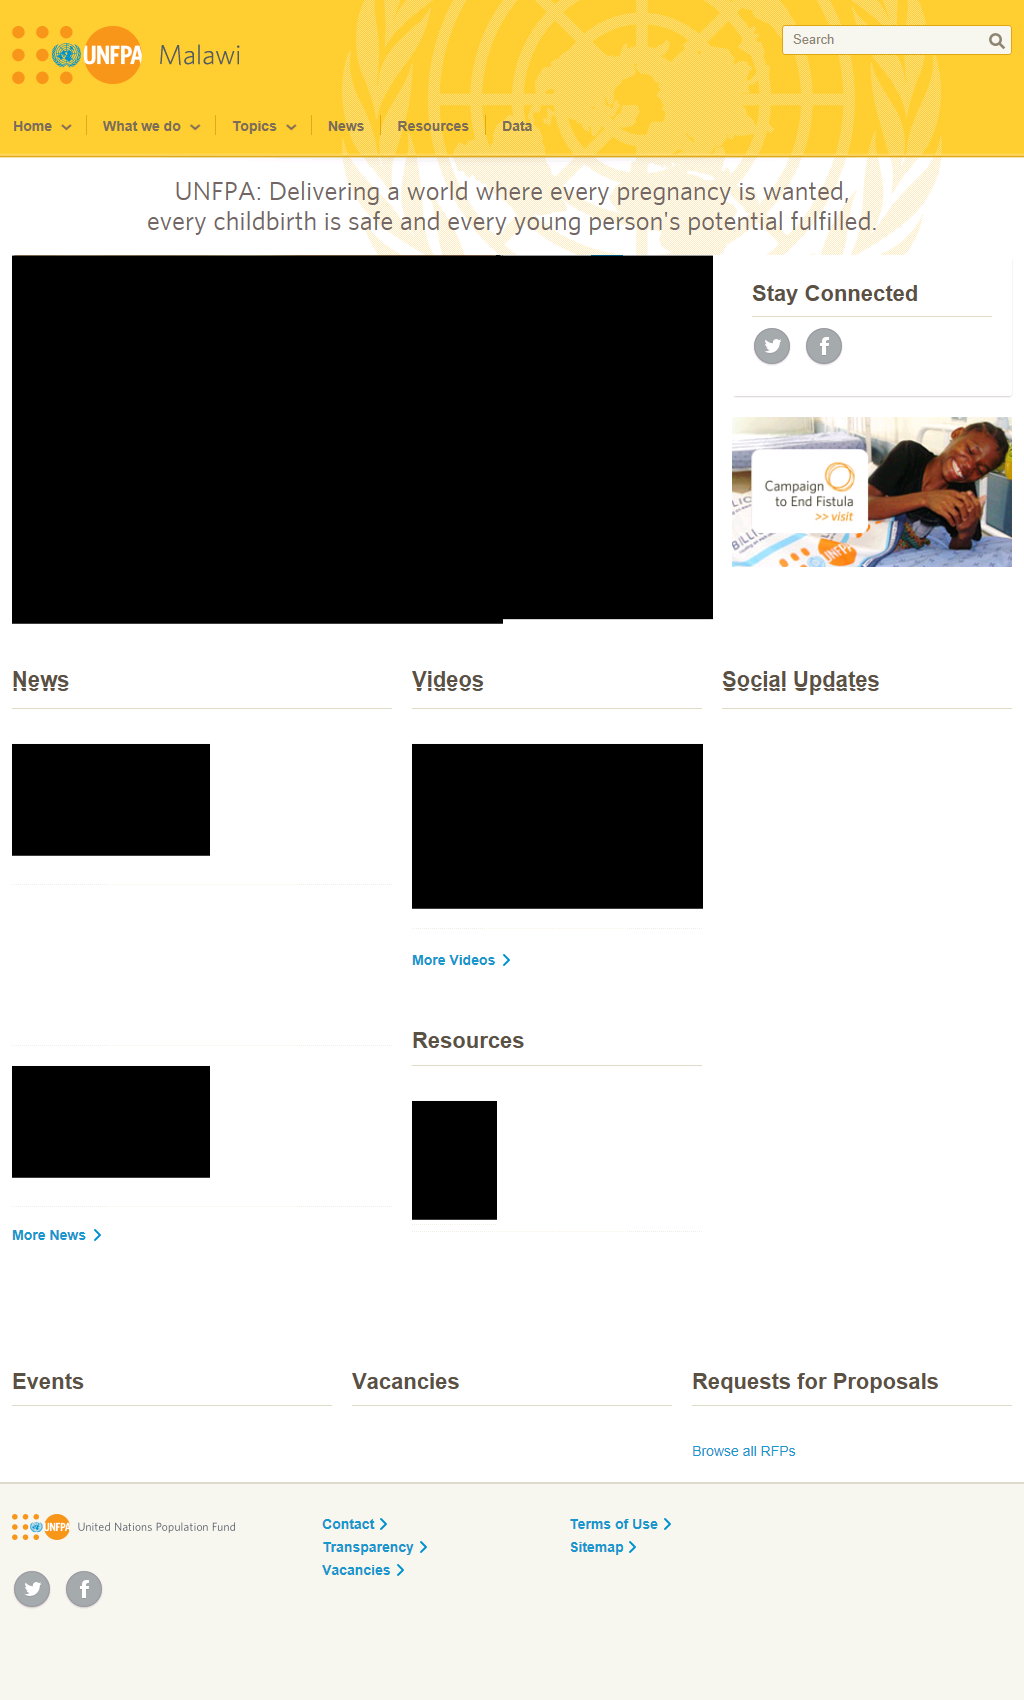 UNFPA Malawi
Search
Home
What we do
Topics
News
Resources
Data
UNFPA: Delivering a world where every pregnancy is wanted,
every childbirth is safe and every young person's potential fulfilled.
Stay Connected
Campaign
to End Fistula
>> visit
UNFPA
News
Videos
Social Updates
More Videos
Resources
More News
Events
Vacancies
Requests for Proposals
Browse all RFPs
UNFPA United Nations Population Fund
Contact
Transparency
Vacancies
Terms of Use
Sitemap